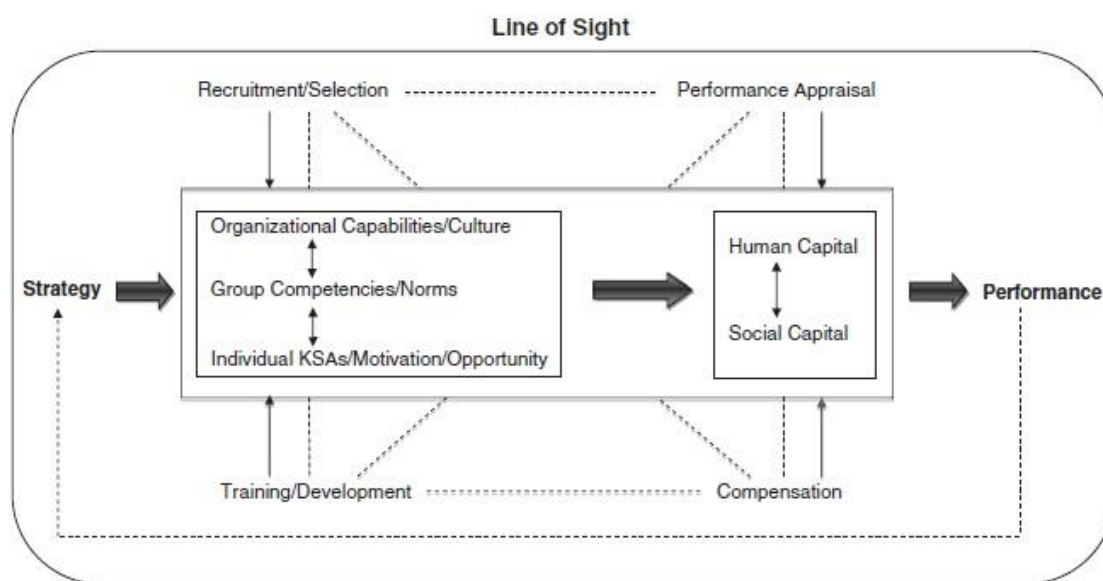 Line of Sight
Recruitment/Selection
Performance Appraisal
Organizational Capabilities/Culture
Human Capital
Strategy
Group Competencies/Norms
Performance
Social Capital
Individual KSAs/Motivation/Opportunity
Training/Development
Compensation